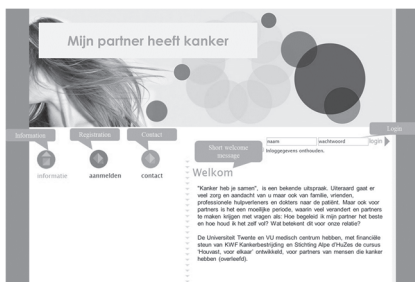 Mijn partner heeft kanker
Information
Registration
Contact
Login
Short welcome
message
naam
wachtwoord
login
inloggegevens onthouden.
informatie
aanmelden
contact
Welkom
"Kanker heb je samen", is een bekende uitspraak. Uiteraard gaat er
veel zorg en aandacht van u maar ook van familie, vrienden,
professionele hulpverleners en dokters naar de patiënt. Maar ook voor
partners is het een moeilijke periode, waarin veel verandert en partners
te maken krijgen met vragen als: Hoe begeleid ik mijn partner het beste
en hoe houd ik het zelf vol? Wat betekent dit voor onze relatie?
De Universiteit Twente en VU medisch centrum hebben, met financiële
steun van KWF Kankerbestrijding en Stichting Alpe d'HuZes de cursus
'Houvast, voor elkaar' ontwikkeld, voor partners van mensen die kanker
hebben (overleefd).